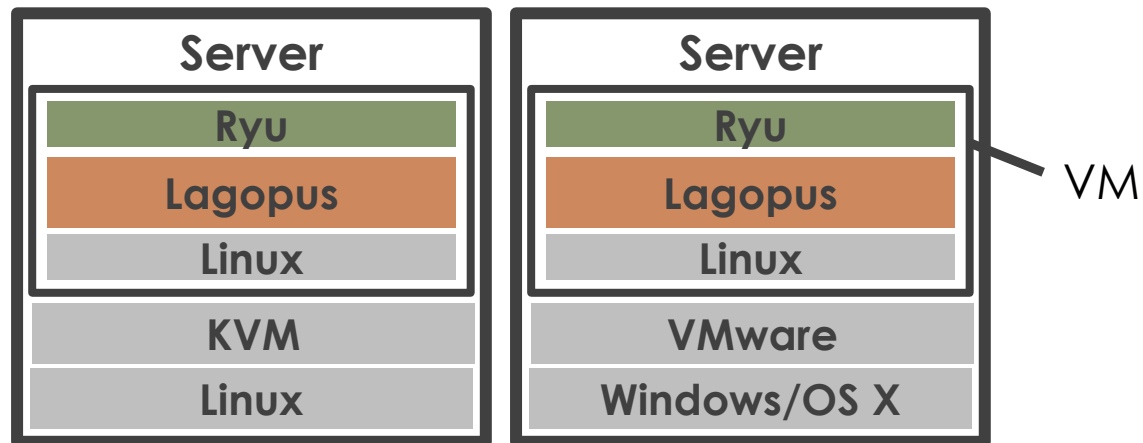 Server
Ryu
Lagopus
Linux
KVM
Linux
Server
Ryu
Lagopus
Linux
VMware
Windows/OS X
VM